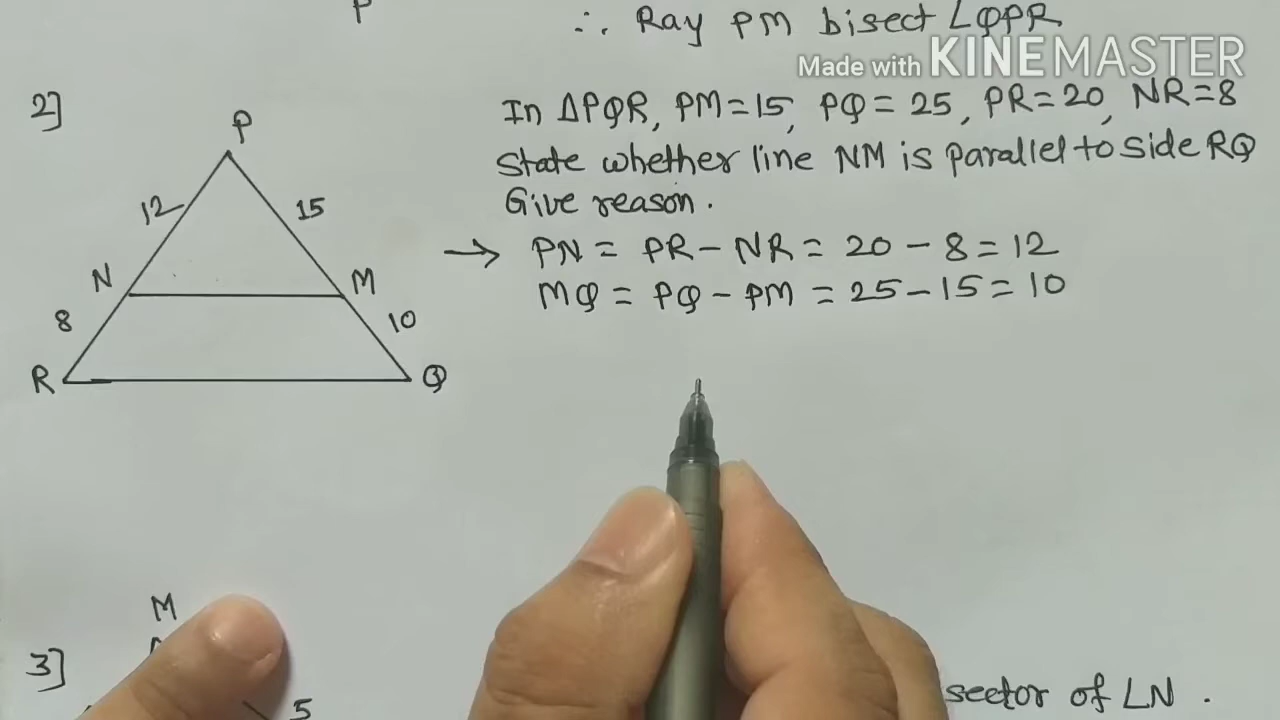 P
∴ Ray PM bisect ∠QPR
Made with KINEMASTER
2]
In ΔPQR, PM=15, PQ=25, PR=20, NR=8
State whether line NM is parallel to side RQ
Give reason.
→ PN = PR - NR = 20 - 8 = 12
MQ = PQ - PM = 25 - 15 = 10
P
12
15
N
M
8
10
R
Q
M
3]
5
sector of ∠N.